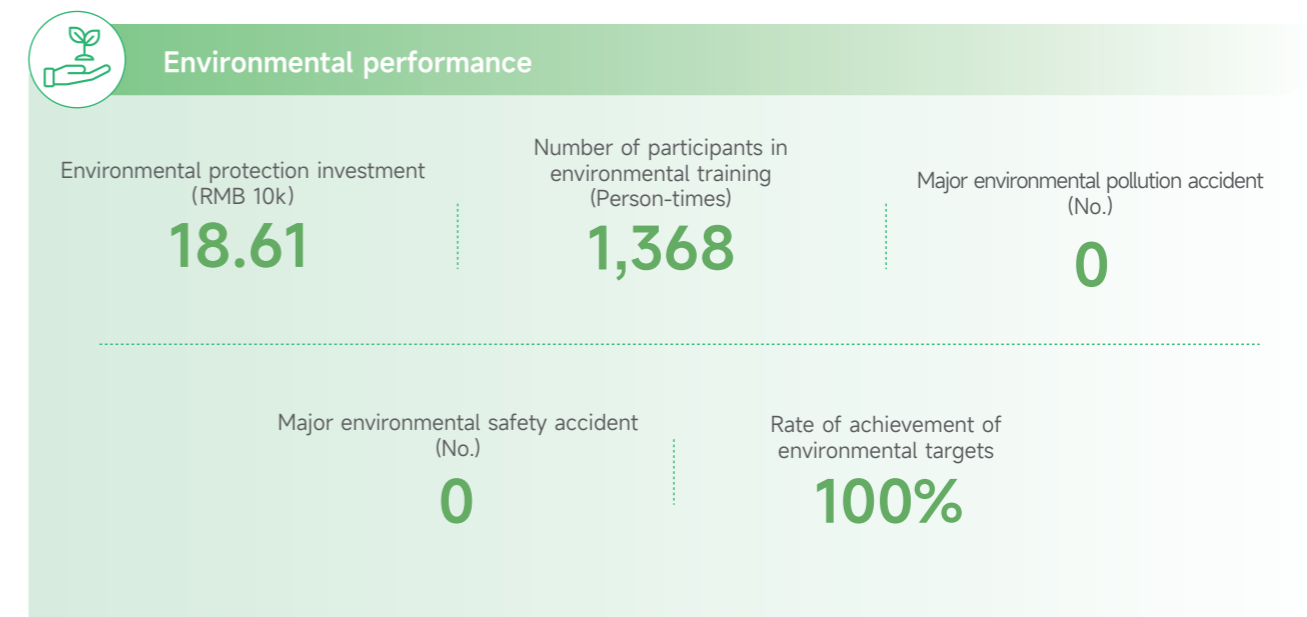 Environmental performance
Environmental protection investment
(RMB 10k)
18.61
Number of participants in
environmental training
(Person-times)
1,368
Major environmental pollution accident
(No.)
0
Major environmental safety accident
(No.)
0
Rate of achievement of
environmental targets
100%